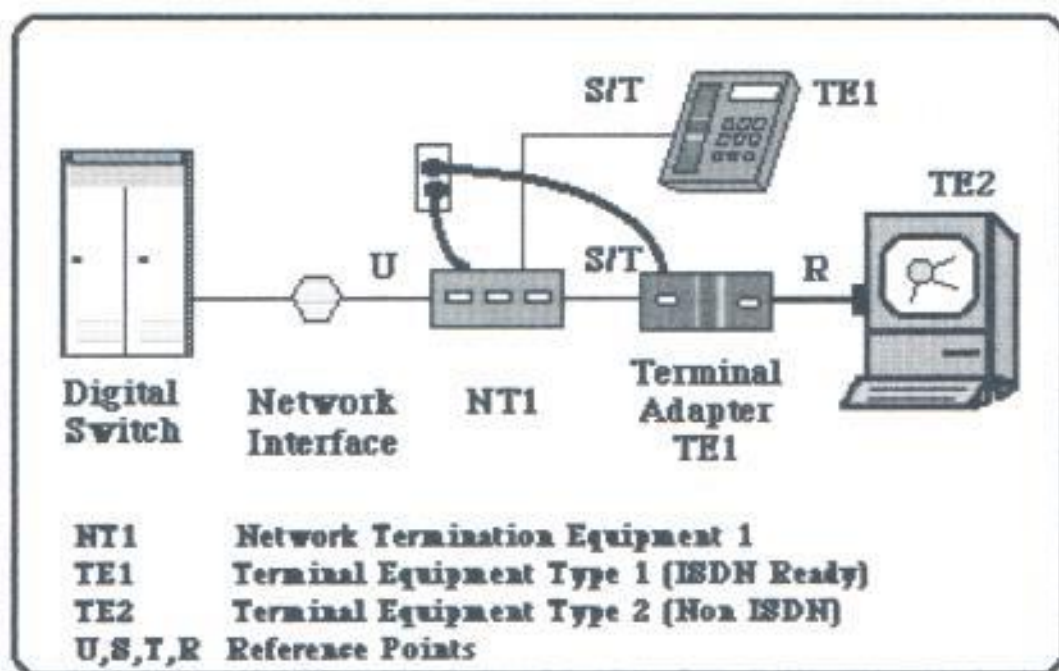 S/T
TE1
TE2
U
S/T
R
Digital
Switch
Network
Interface
NT1
Terminal
Adapter
TE1
NT1 Network Termination Equipment 1
TE1 Terminal Equipment Type 1 (ISDN Ready)
TE2 Terminal Equipment Type 2 (Non ISDN)
U,S,T,R Reference Points